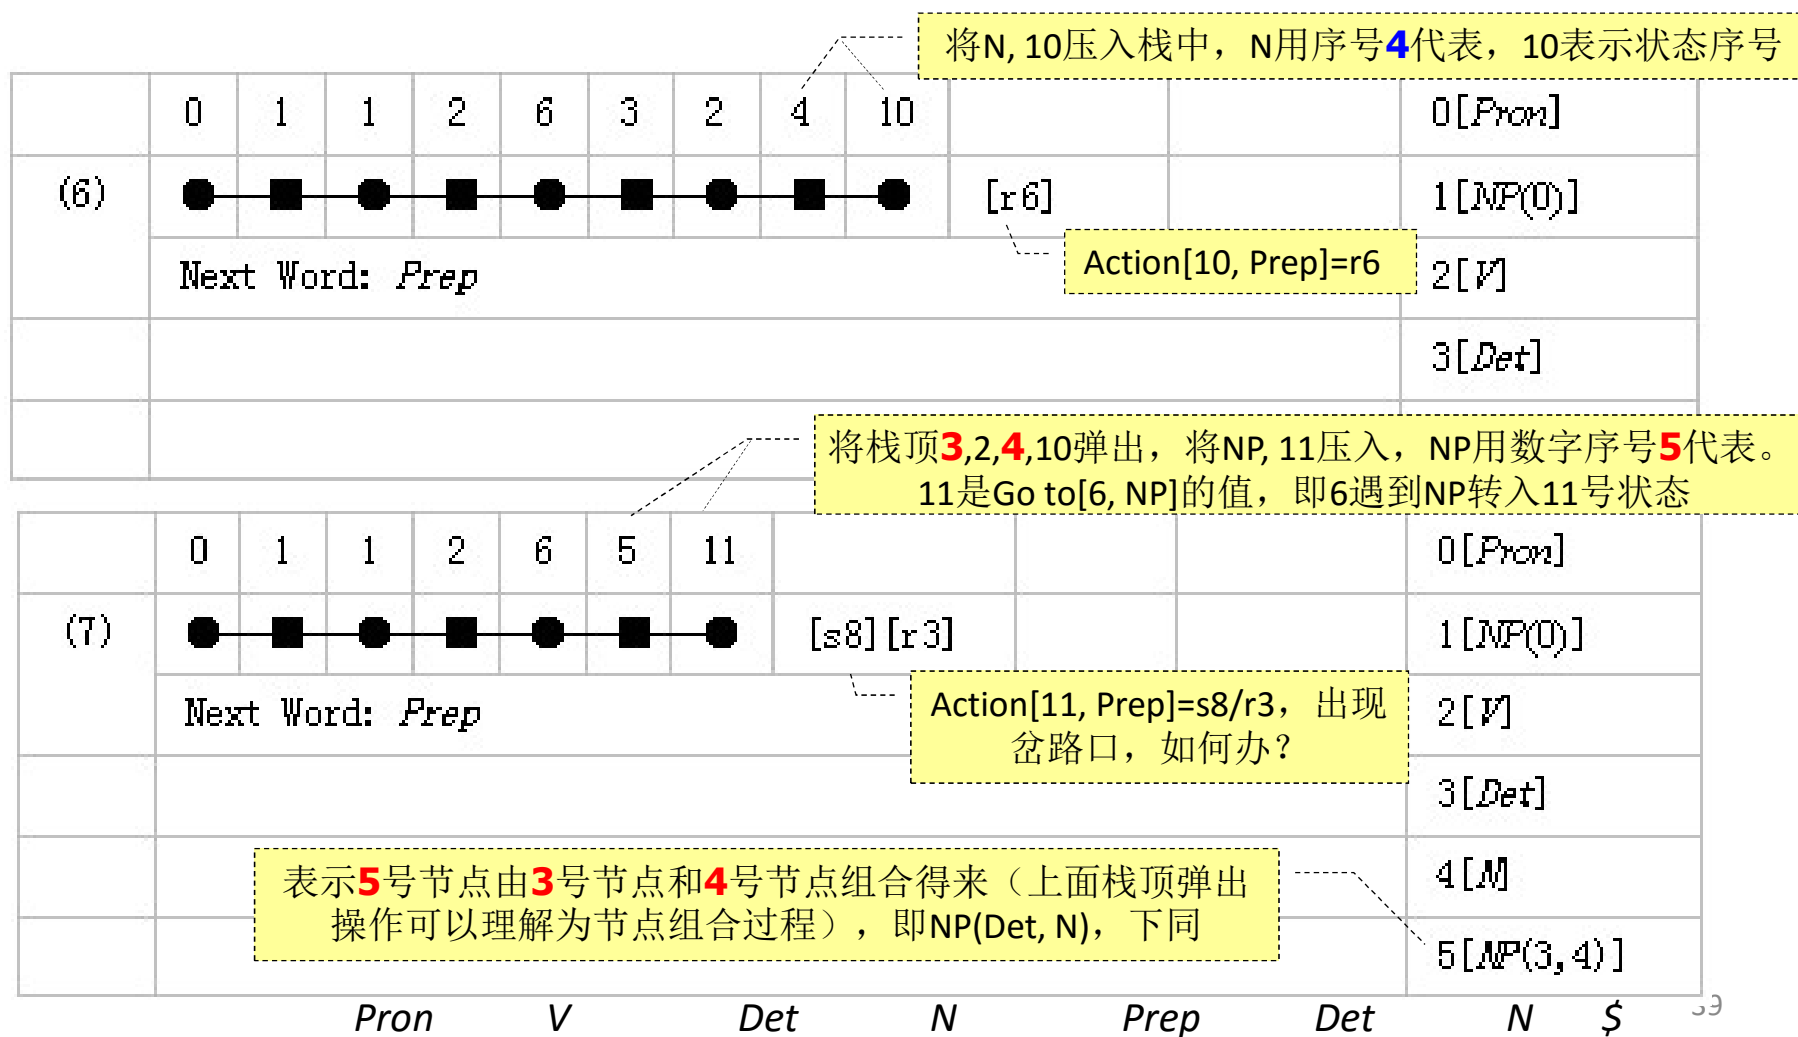 将N, 10压入栈中，N用序号4代表，10表示状态序号
0 1 1 2 6 3 2 4 10 0[Pron]
(6) [r6] 1[NP(0)]
Action[10, Prep]=r6
Next Word: Prep 2[V]
3[Det]
将栈顶3,2,4,10弹出，将NP, 11压入，NP用数字序号5代表。
11是Go to[6, NP]的值，即6遇到NP转入11号状态
0 1 1 2 6 5 11 0[Pron]
(7) [s8][r3] 1[NP(0)]
Next Word: Prep 2[V]
Action[11, Prep]=s8/r3，出现
岔路口，如何办？
3[Det]
4[N]
表示5号节点由3号节点和4号节点组合得来（上面栈顶弹出
操作可以理解为节点组合过程），即NP(Det, N)，下同
5[NP(3,4)]
Pron V Det N Prep Det N $
39